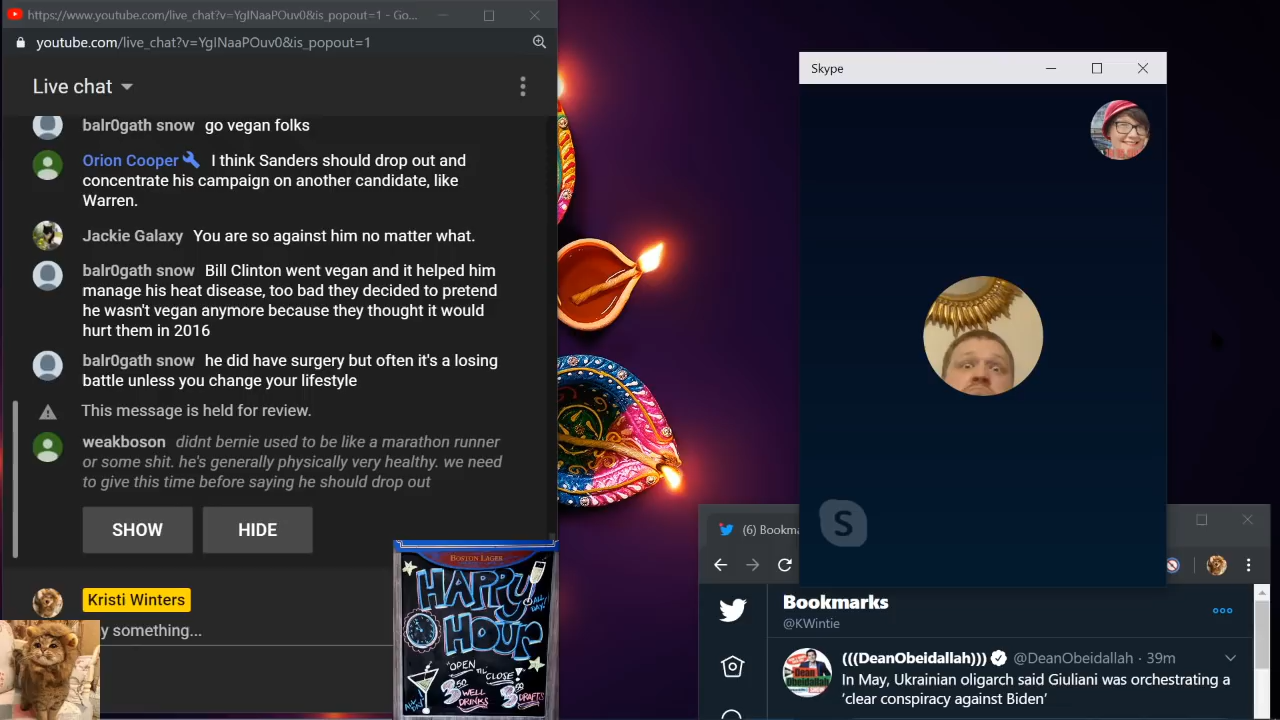 https://www.youtube.com/live_chat?v=YgINaaPOuv0&is_popout=1 - Go...
youtube.com/live_chat?v=YgINaaPOuv0&is_popout=1
Live chat
balr0gath snow go vegan folks
Orion Cooper I think Sanders should drop out and
concentrate his campaign on another candidate, like
Warren.
Jackie Galaxy You are so against him no matter what.
balr0gath snow Bill Clinton went vegan and it helped him
manage his heat disease, too bad they decided to pretend
he wasn't vegan anymore because they thought it would
hurt them in 2016
balr0gath snow he did have surgery but often it's a losing
battle unless you change your lifestyle
This message is held for review.
weakboson didnt bernie used to be like a marathon runner
or some shit. he's generally physically very healthy. we need
to give this time before saying he should drop out
SHOW HIDE
Kristi Winters
y something...
BOSTON LAGER
HAPPY
ALL
DAY!
HOUR
"OPEN
'TIL
CLOSE!
3.50
WELL
DRINKS
DRAFTS
Skype
S
(6) Bookma
Bookmarks
@KWintie
(((DeanObeidallah))) @DeanObeidallah · 39m
In May, Ukrainian oligarch said Giuliani was orchestrating a
'clear conspiracy against Biden'